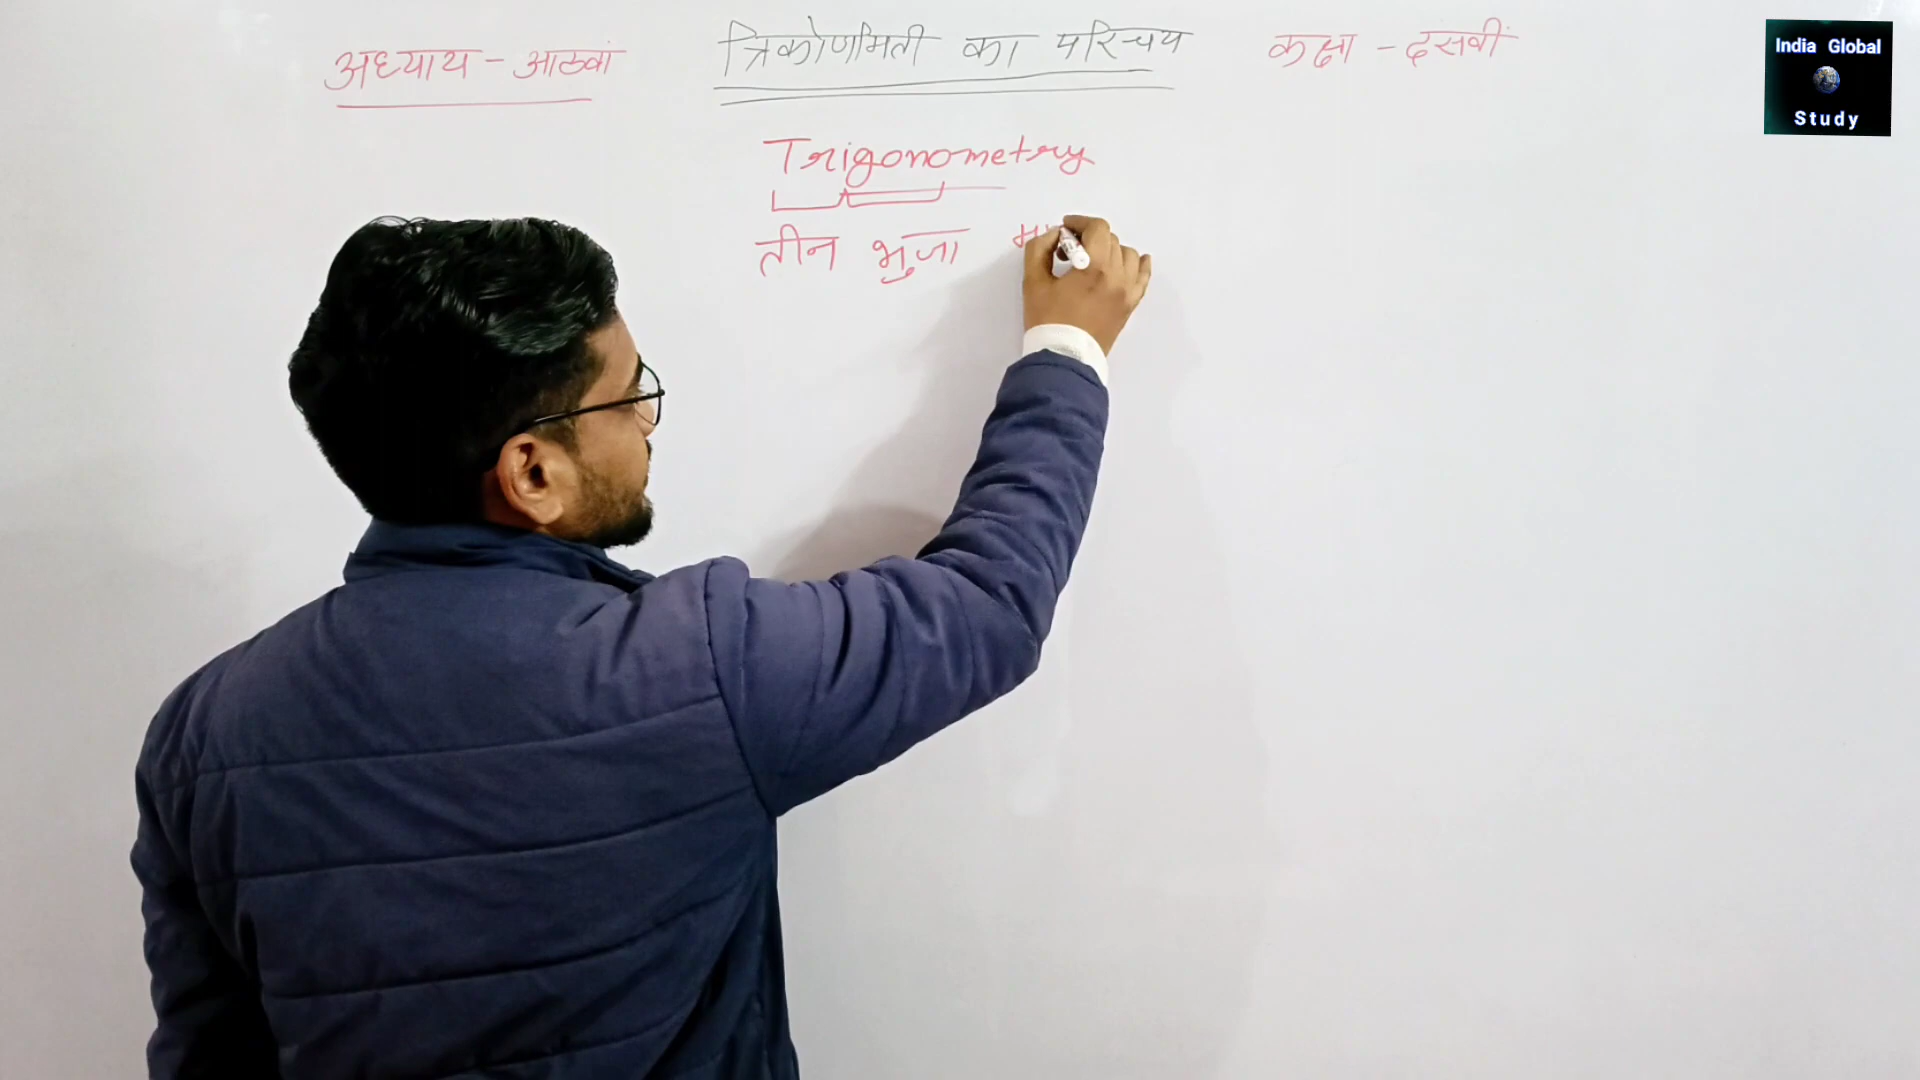 अध्याय - आठवां त्रिकोणमिती का परिचय कक्षा - दसवीं
Trigonometry
तीन भुजा
India Global
Study